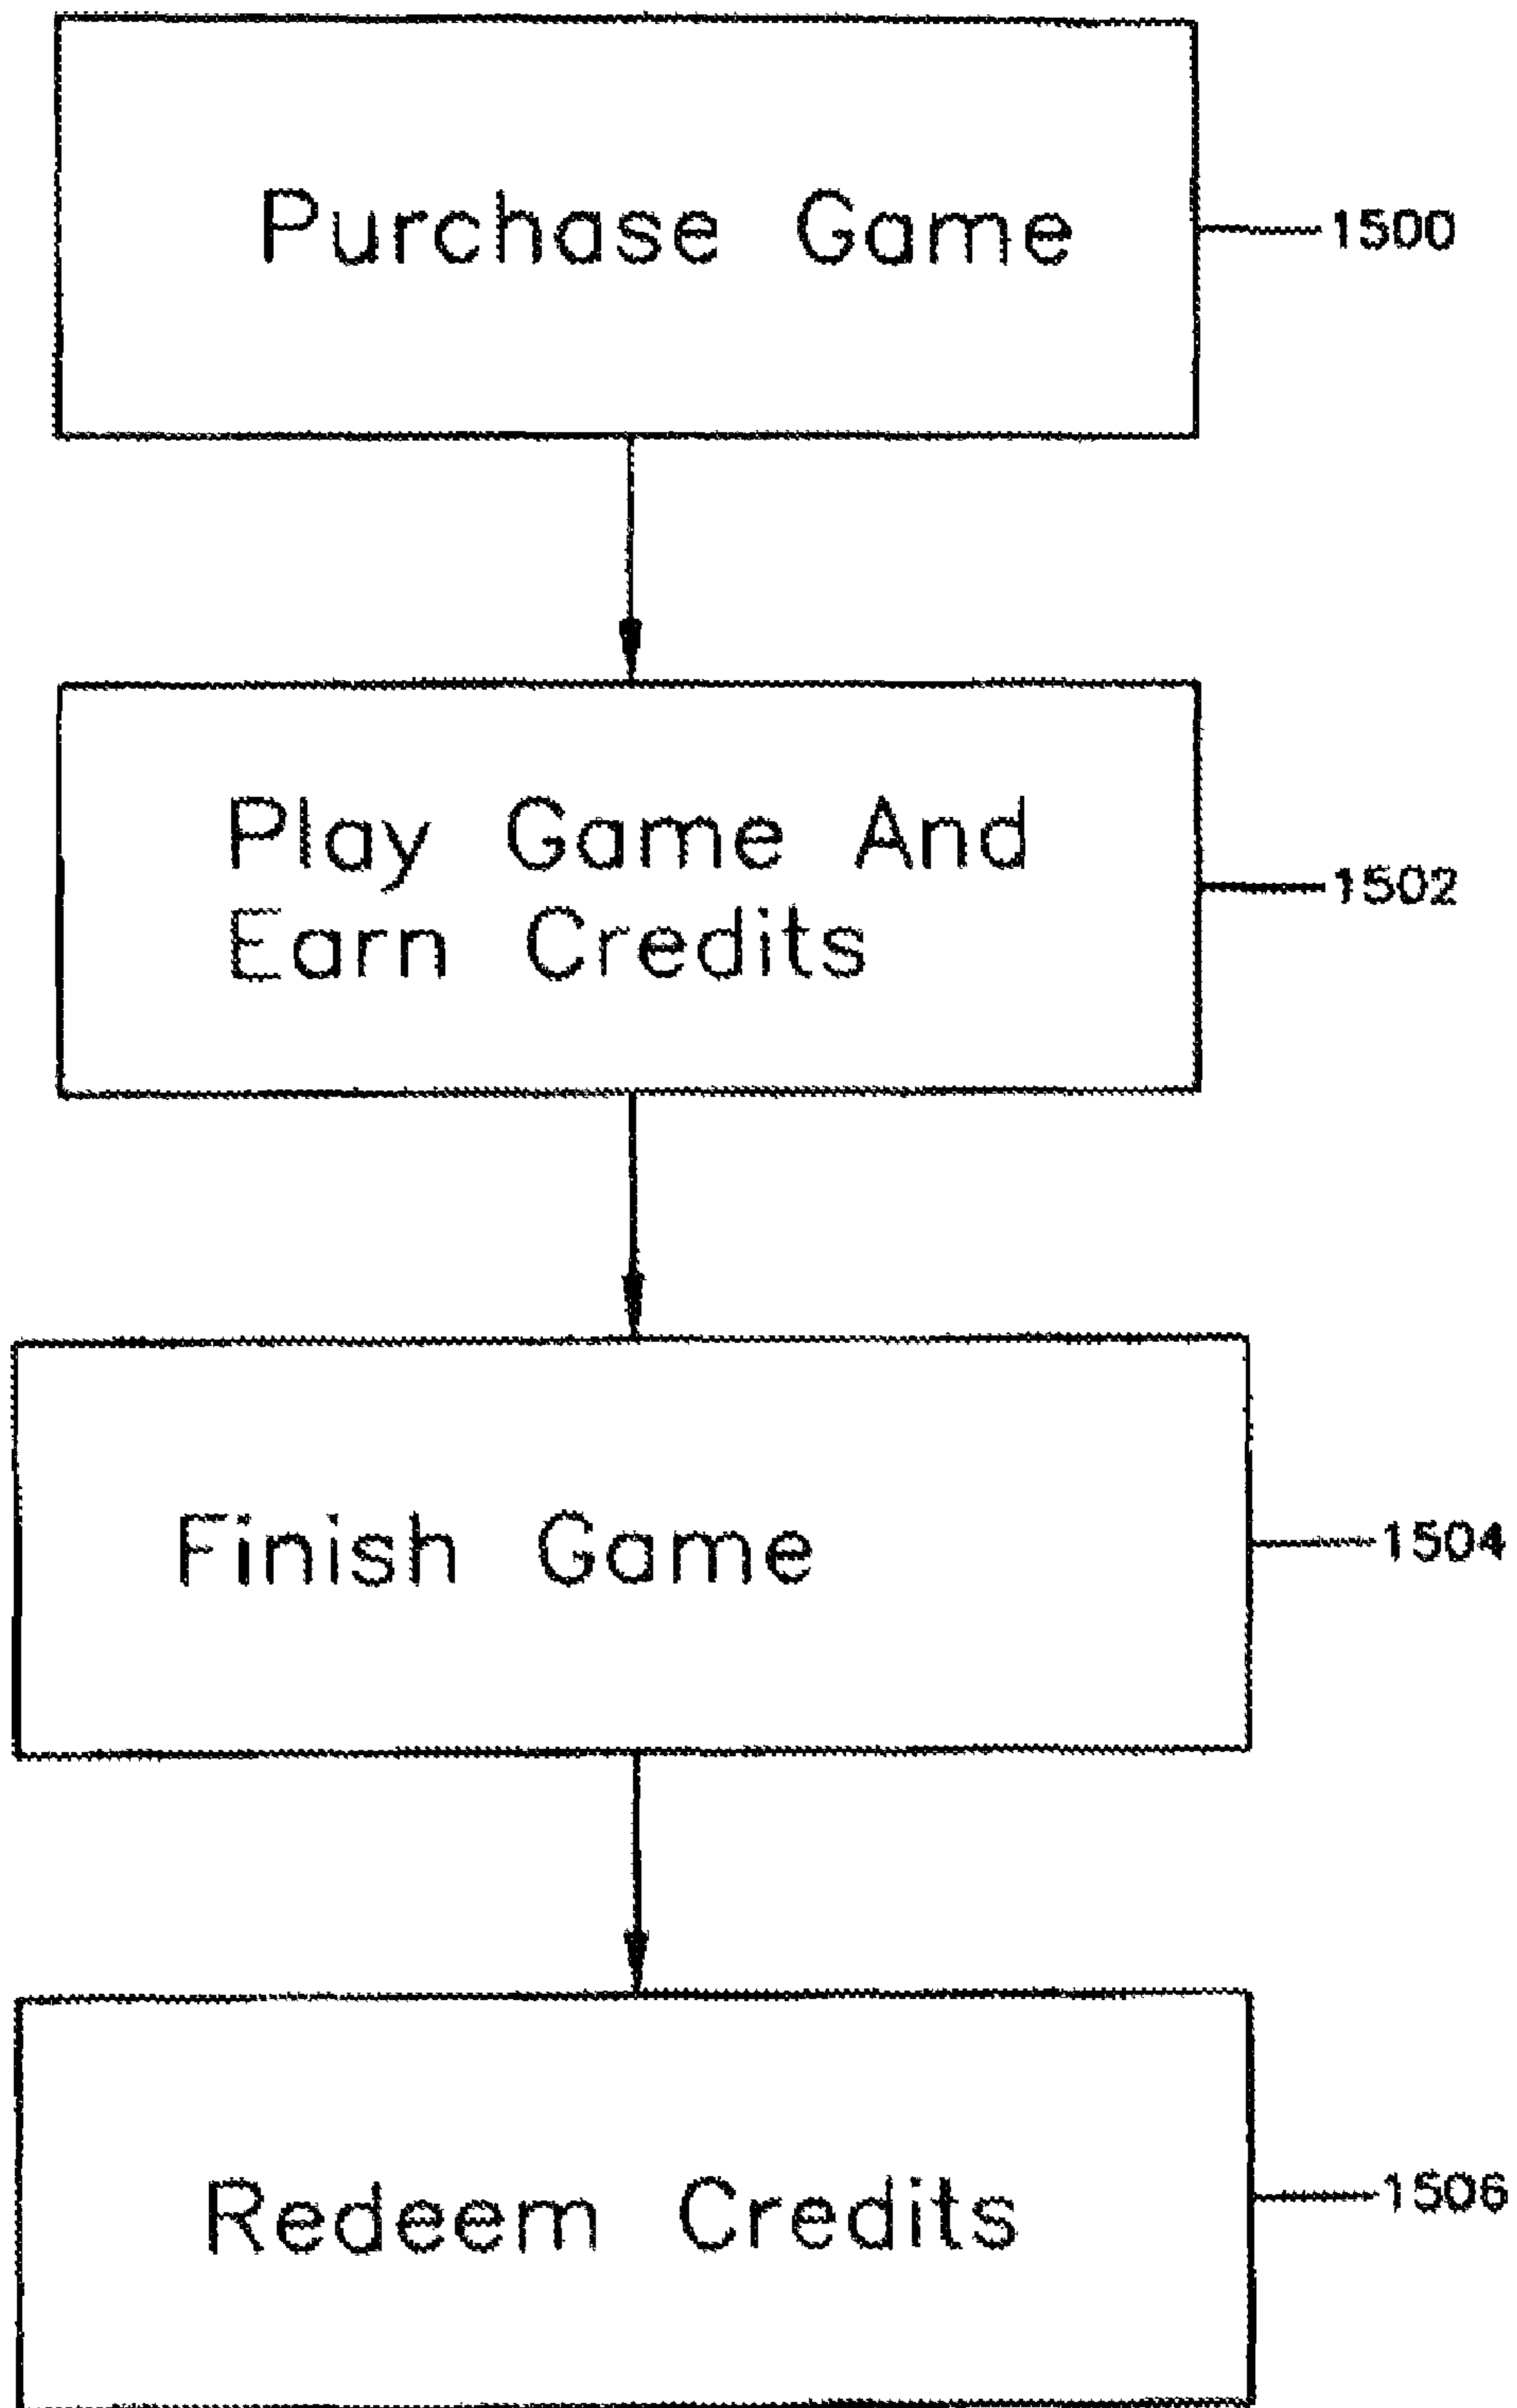 Purchase Game
1500
Play Game And
Earn Credits
1502
Finish Game
1504
Redeem Credits
1506